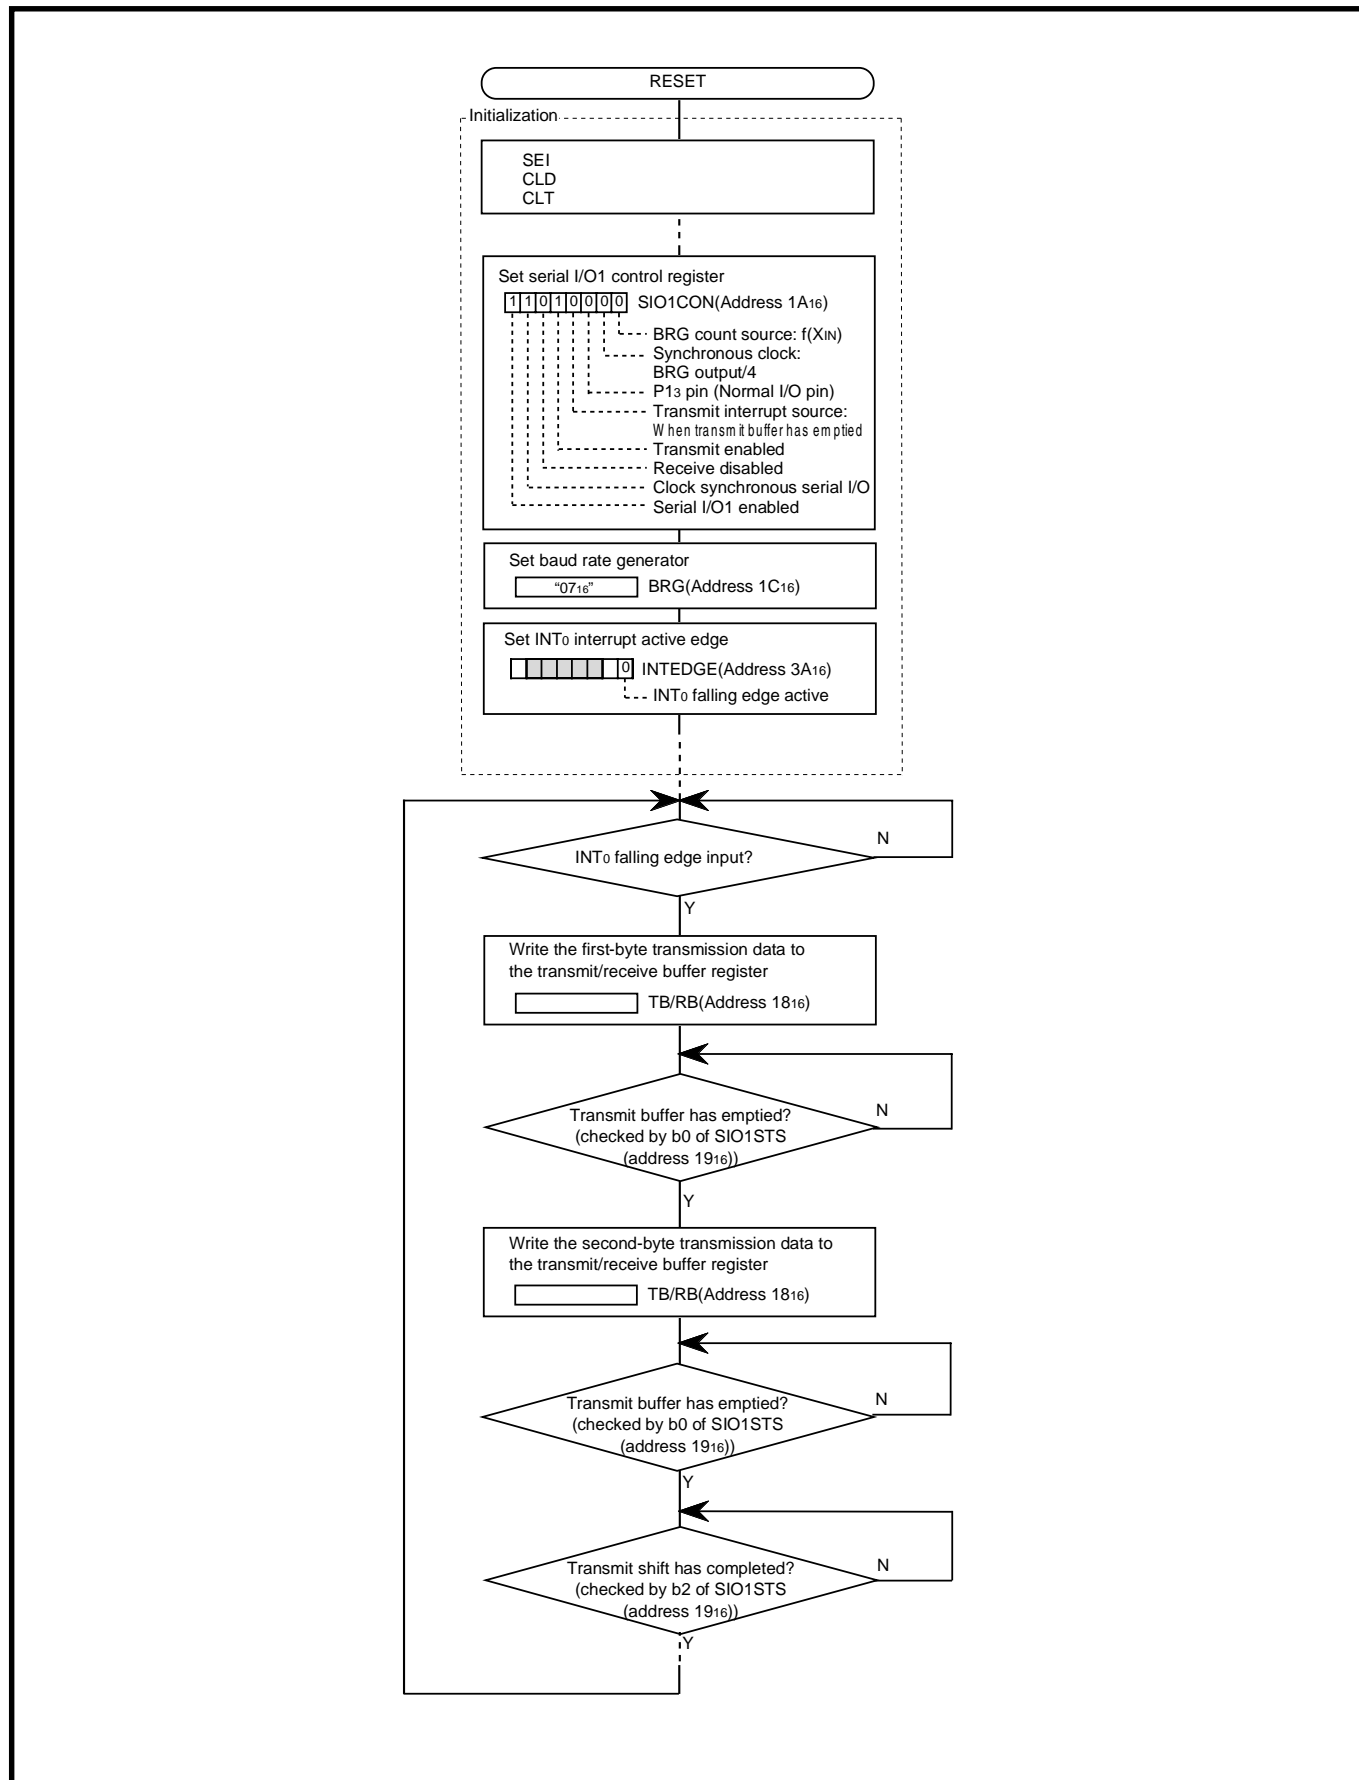 RESET
Initialization
SEI
CLD
CLT
Set serial I/O1 control register
1 1 0 1 0 0 0 0 SIO1CON(Address 1A16)
BRG count source: f(XIN)
Synchronous clock:
BRG output/4
P13 pin (Normal I/O pin)
Transmit interrupt source:
When transmit buffer has emptied
Transmit enabled
Receive disabled
Clock synchronous serial I/O
Serial I/O1 enabled
Set baud rate generator
“0716” BRG(Address 1C16)
Set INT0 interrupt active edge
0 INTEDGE(Address 3A16)
INT0 falling edge active
INT0 falling edge input?
N
Y
Write the first-byte transmission data to
the transmit/receive buffer register
TB/RB(Address 1816)
Transmit buffer has emptied?
(checked by b0 of SIO1STS
(address 1916))
N
Y
Write the second-byte transmission data to
the transmit/receive buffer register
TB/RB(Address 1816)
Transmit buffer has emptied?
(checked by b0 of SIO1STS
(address 1916))
N
Y
Transmit shift has completed?
(checked by b2 of SIO1STS
(address 1916))
N
Y